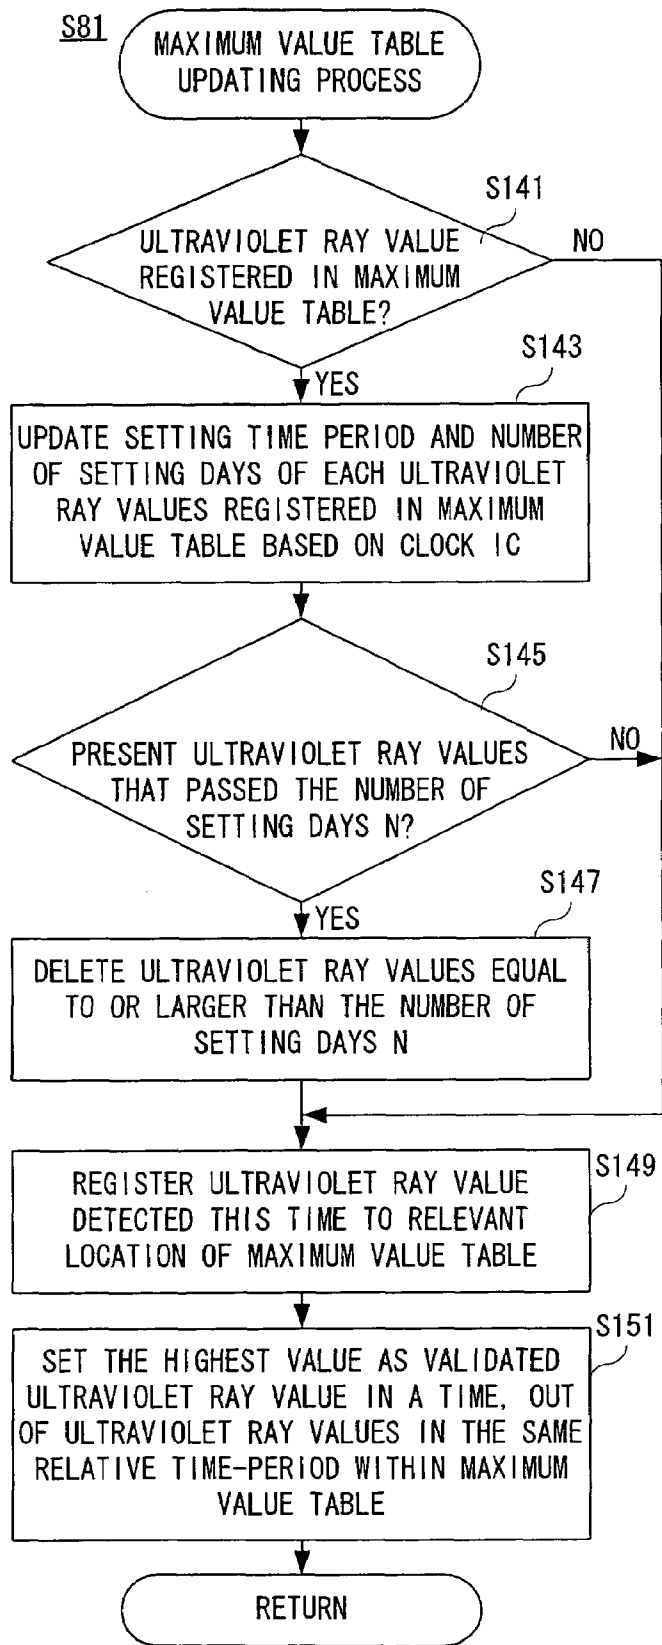 S81
MAXIMUM VALUE TABLE
UPDATING PROCESS
S141
ULTRAVIOLET RAY VALUE
REGISTERED IN MAXIMUM
VALUE TABLE?
NO
YES
S143
UPDATE SETTING TIME PERIOD AND NUMBER
OF SETTING DAYS OF EACH ULTRAVIOLET
RAY VALUES REGISTERED IN MAXIMUM
VALUE TABLE BASED ON CLOCK IC
S145
PRESENT ULTRAVIOLET RAY VALUES
THAT PASSED THE NUMBER OF
SETTING DAYS N?
NO
YES
S147
DELETE ULTRAVIOLET RAY VALUES EQUAL
TO OR LARGER THAN THE NUMBER OF
SETTING DAYS N
S149
REGISTER ULTRAVIOLET RAY VALUE
DETECTED THIS TIME TO RELEVANT
LOCATION OF MAXIMUM VALUE TABLE
S151
SET THE HIGHEST VALUE AS VALIDATED
ULTRAVIOLET RAY VALUE IN A TIME, OUT
OF ULTRAVIOLET RAY VALUES IN THE SAME
RELATIVE TIME-PERIOD WITHIN MAXIMUM
VALUE TABLE
RETURN